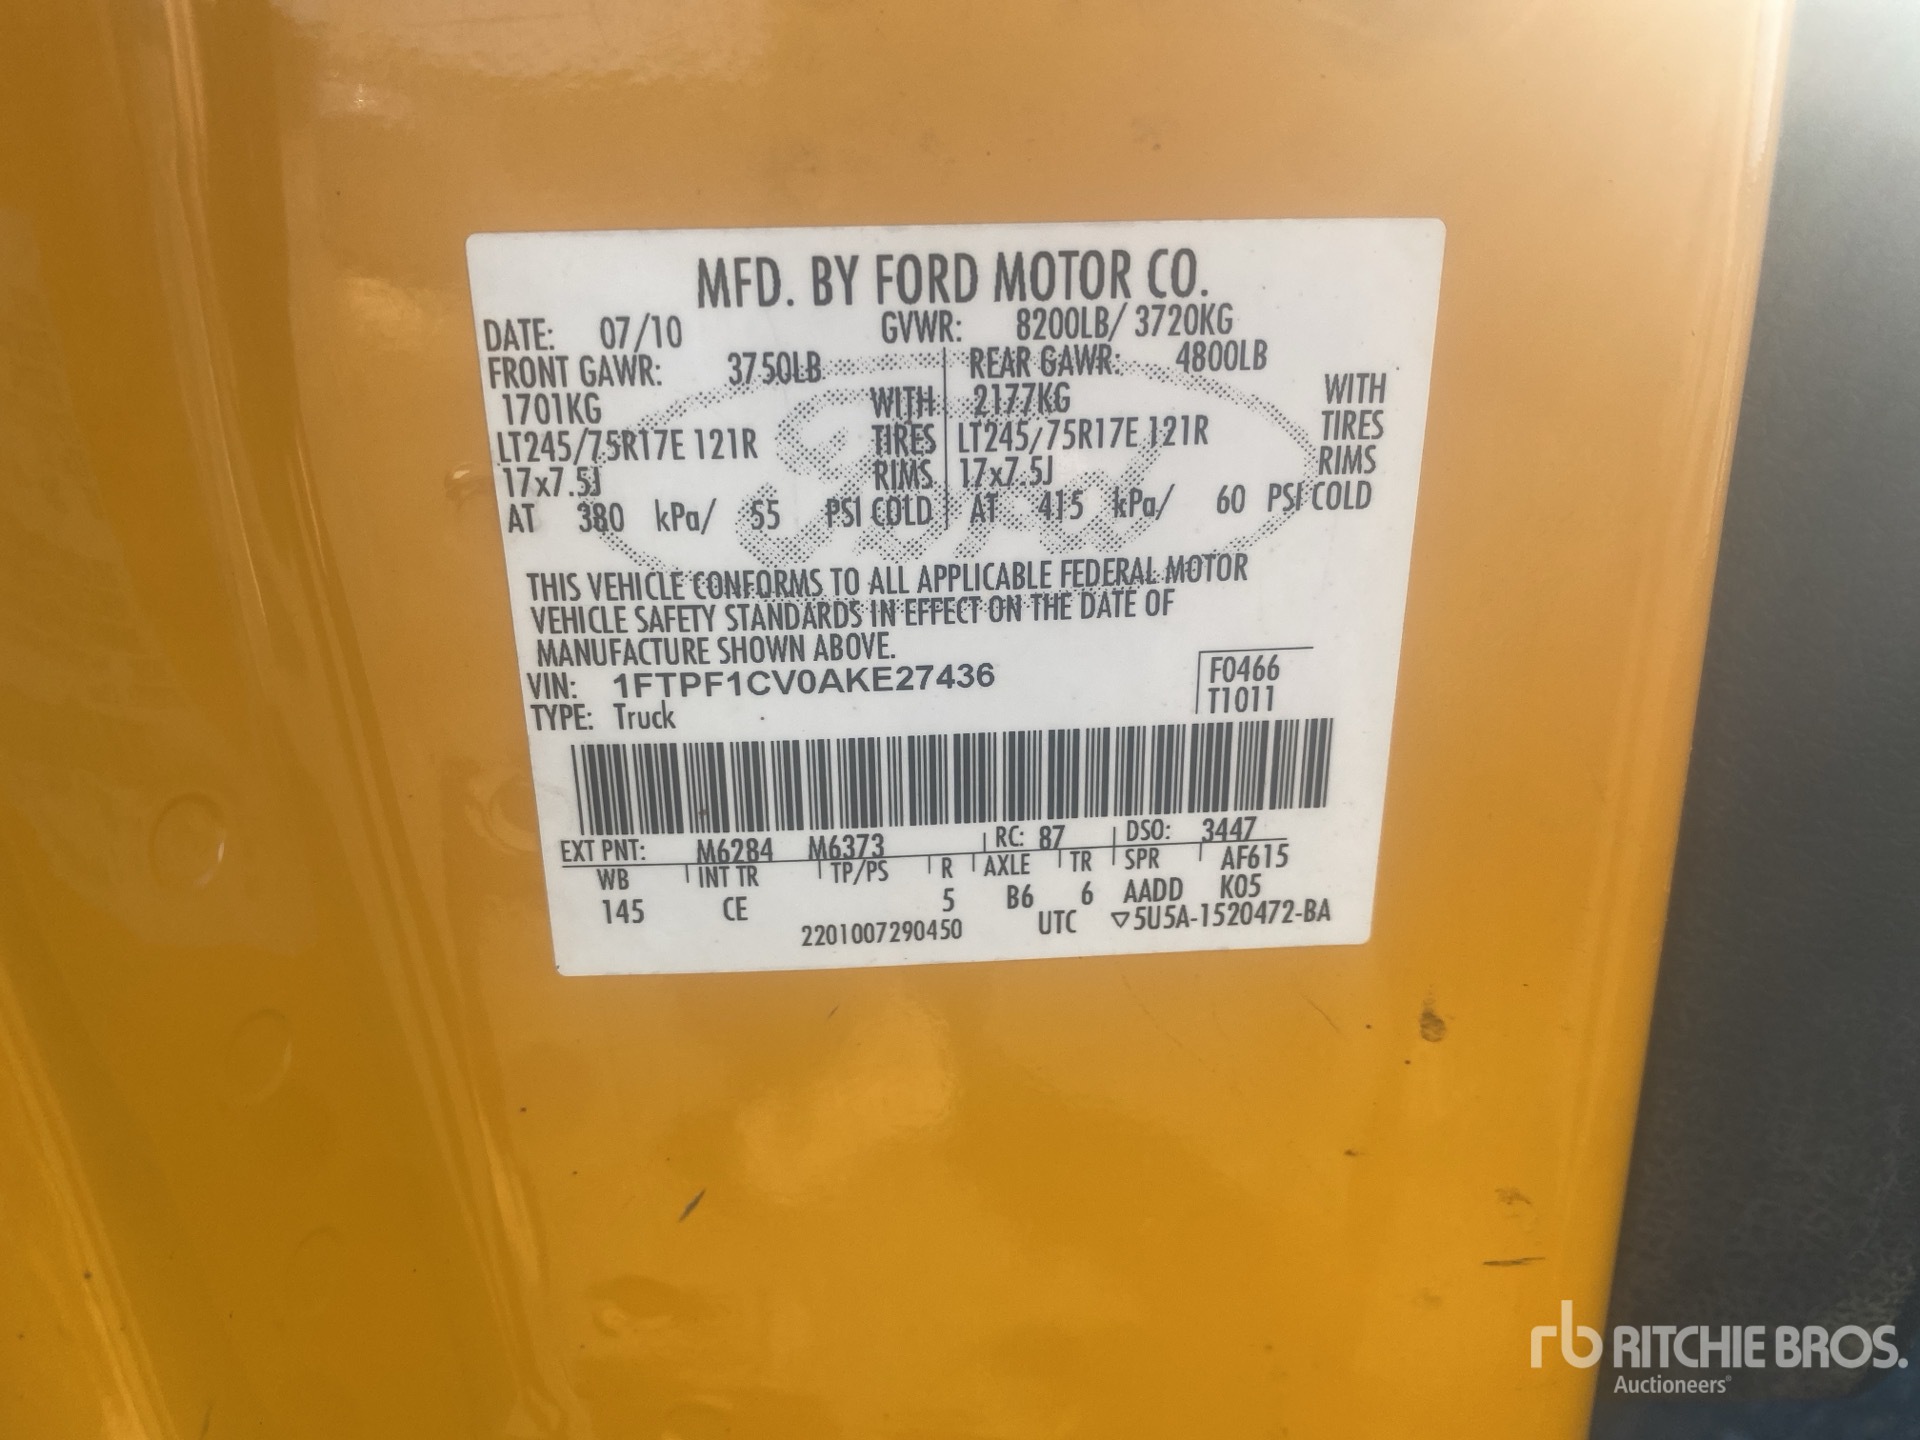 MFD. BY FORD MOTOR CO.
DATE: 07/10 GVWR: 8200LB/ 3720KG
FRONT GAWR: 3750LB REAR GAWR: 4800LB
1701KG WITH 2177KG WITH
LT245/75R17E 121R TIRES LT245/75R17E 121R TIRES
17x7.5J RIMS 17x7.5J RIMS
AT 380 kPa/ 55 PSI COLD AT 415 kPa/ 60 PSI COLD
Ford
THIS VEHICLE CONFORMS TO ALL APPLICABLE FEDERAL MOTOR
VEHICLE SAFETY STANDARDS IN EFFECT ON THE DATE OF
MANUFACTURE SHOWN ABOVE.
VIN: 1FTPF1CV0AKE27436 F0466
TYPE: Truck T1011
EXT PNT: M6284 M6373 RC: 87 DSO: 3447
WB INT TR TP/PS R AXLE TR SPR AF615
145 CE 5 B6 6 AADD K05
2201007290450 UTC ▽5U5A-1520472-BA
rb RITCHIE BROS.
Auctioneers®